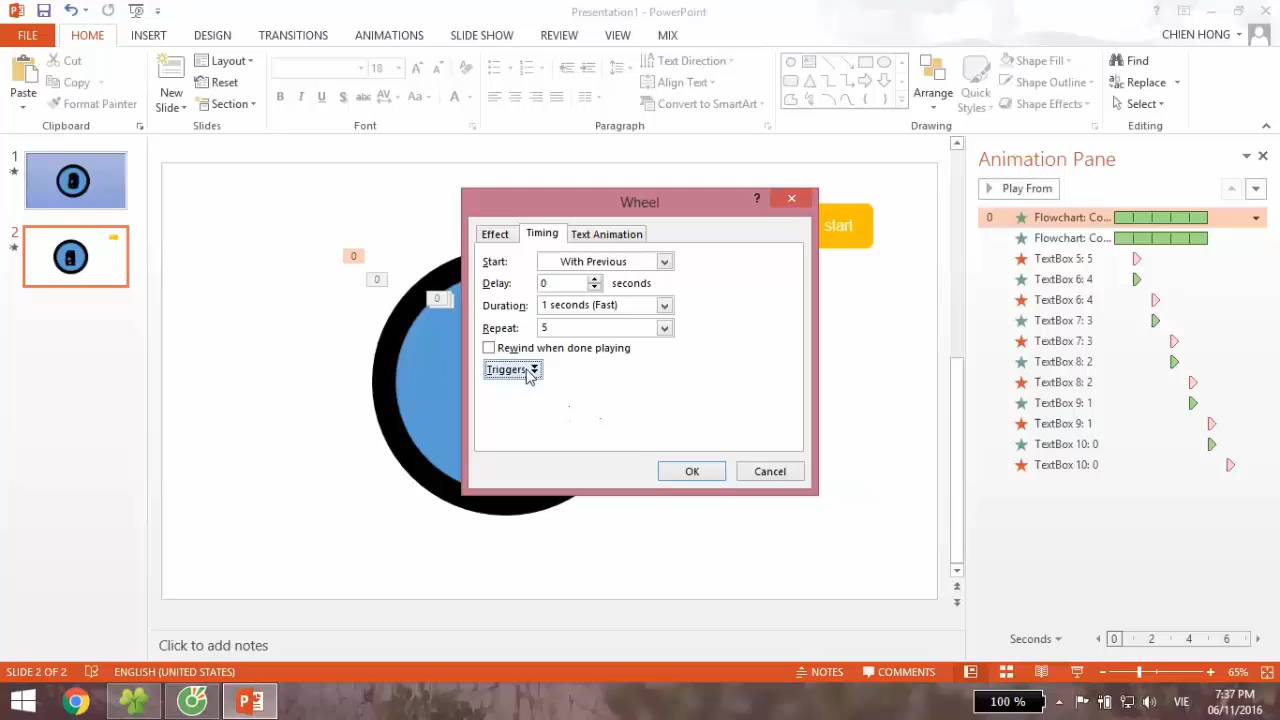 Presentation1 - PowerPoint
FILE HOME INSERT DESIGN TRANSITIONS ANIMATIONS SLIDE SHOW REVIEW VIEW MIX CHIEN HONG
Paste
Cut
Copy
Format Painter
Clipboard
New
Slide
Layout
Reset
Section
Slides
18
B I U S abc AV Aa A
Font
Text Direction
Align Text
Convert to SmartArt
Paragraph
Arrange
Quick
Styles
Shape Fill
Shape Outline
Shape Effects
Drawing
Find
Replace
Select
Editing
1
2
0
0
0
start
Wheel
Effect Timing Text Animation
Start: With Previous
Delay: 0 seconds
Duration: 1 seconds (Fast)
Repeat: 5
Rewind when done playing
Triggers
OK Cancel
Animation Pane
Play From
0 Flowchart: Co...
Flowchart: Co...
TextBox 5: 5
TextBox 6: 4
TextBox 6: 4
TextBox 7: 3
TextBox 7: 3
TextBox 8: 2
TextBox 8: 2
TextBox 9: 1
TextBox 9: 1
TextBox 10: 0
TextBox 10: 0
Seconds 0 2 4 6
Click to add notes
SLIDE 2 OF 2 ENGLISH (UNITED STATES) NOTES COMMENTS 65%
100 % VIE 7:37 PM
06/11/2016